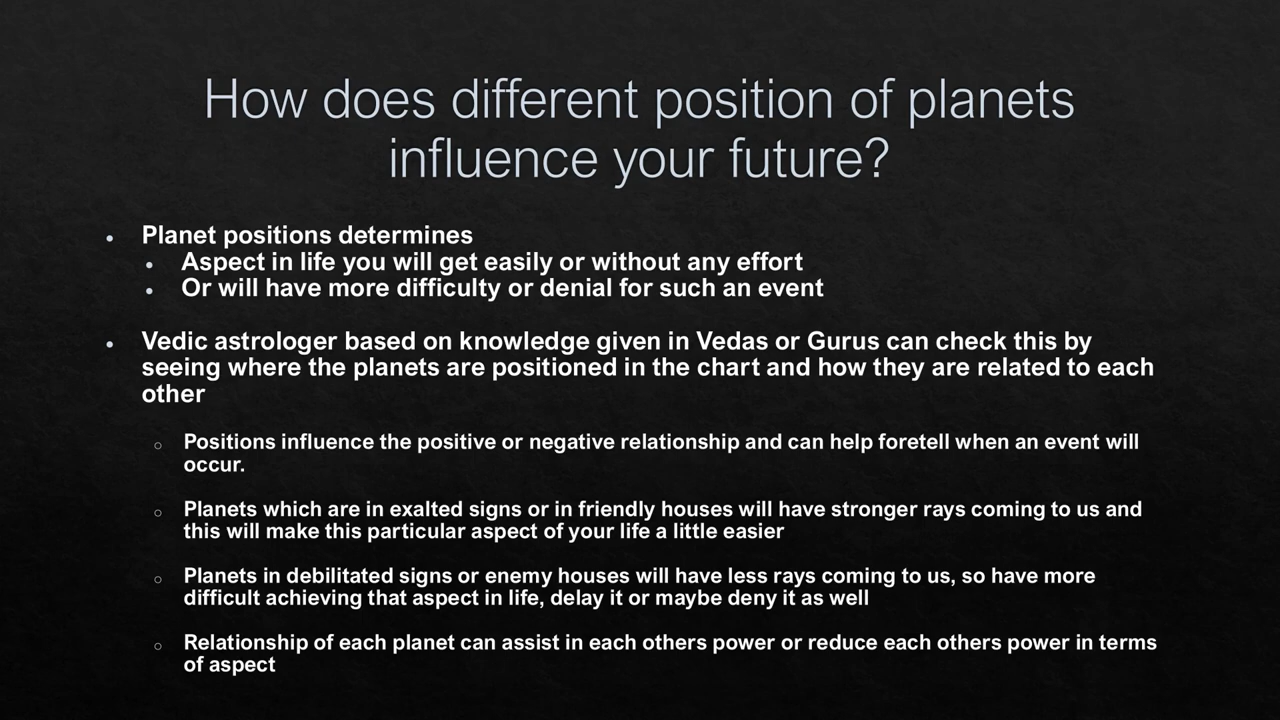 How does different position of planets
influence your future?
• Planet positions determines
• Aspect in life you will get easily or without any effort
• Or will have more difficulty or denial for such an event
• Vedic astrologer based on knowledge given in Vedas or Gurus can check this by
seeing where the planets are positioned in the chart and how they are related to each
other
○ Positions influence the positive or negative relationship and can help foretell when an event will
occur.
○ Planets which are in exalted signs or in friendly houses will have stronger rays coming to us and
this will make this particular aspect of your life a little easier
○ Planets in debilitated signs or enemy houses will have less rays coming to us, so have more
difficult achieving that aspect in life, delay it or maybe deny it as well
○ Relationship of each planet can assist in each others power or reduce each others power in terms
of aspect